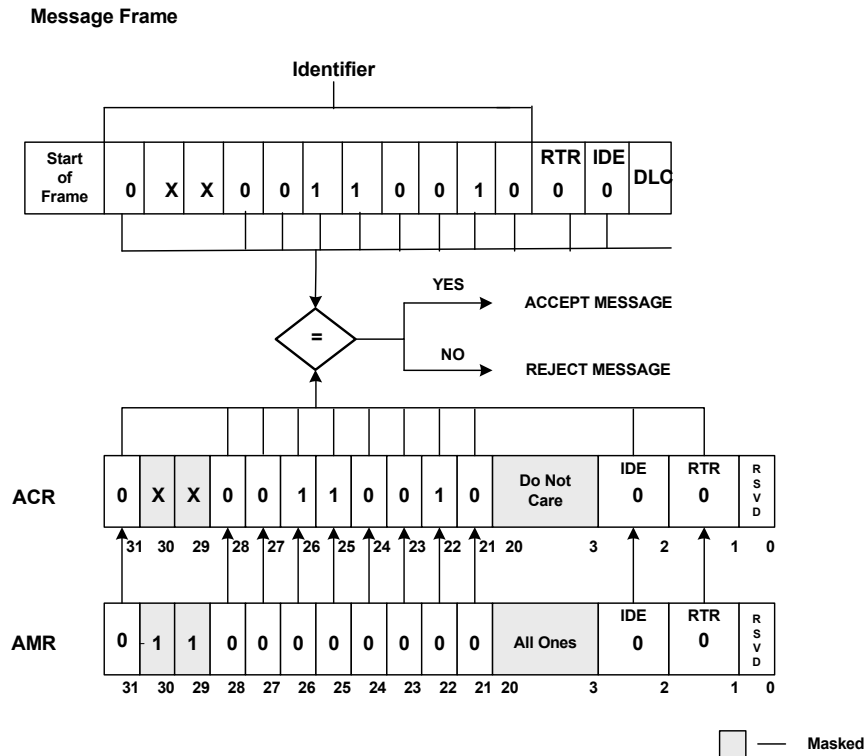 Message Frame
Identifier
Start of Frame 0 X X 0 0 1 1 0 0 1 0 RTR 0 IDE 0 DLC
YES
ACCEPT MESSAGE
=
NO
REJECT MESSAGE
ACR 0 X X 0 0 1 1 0 0 1 0 Do Not Care IDE 0 RTR 0 RSVD
31 30 29 28 27 26 25 24 23 22 21 20 3 2 1 0
AMR 0 1 1 0 0 0 0 0 0 0 0 All Ones IDE 0 RTR 0 RSVD
31 30 29 28 27 26 25 24 23 22 21 20 3 2 1 0
Masked